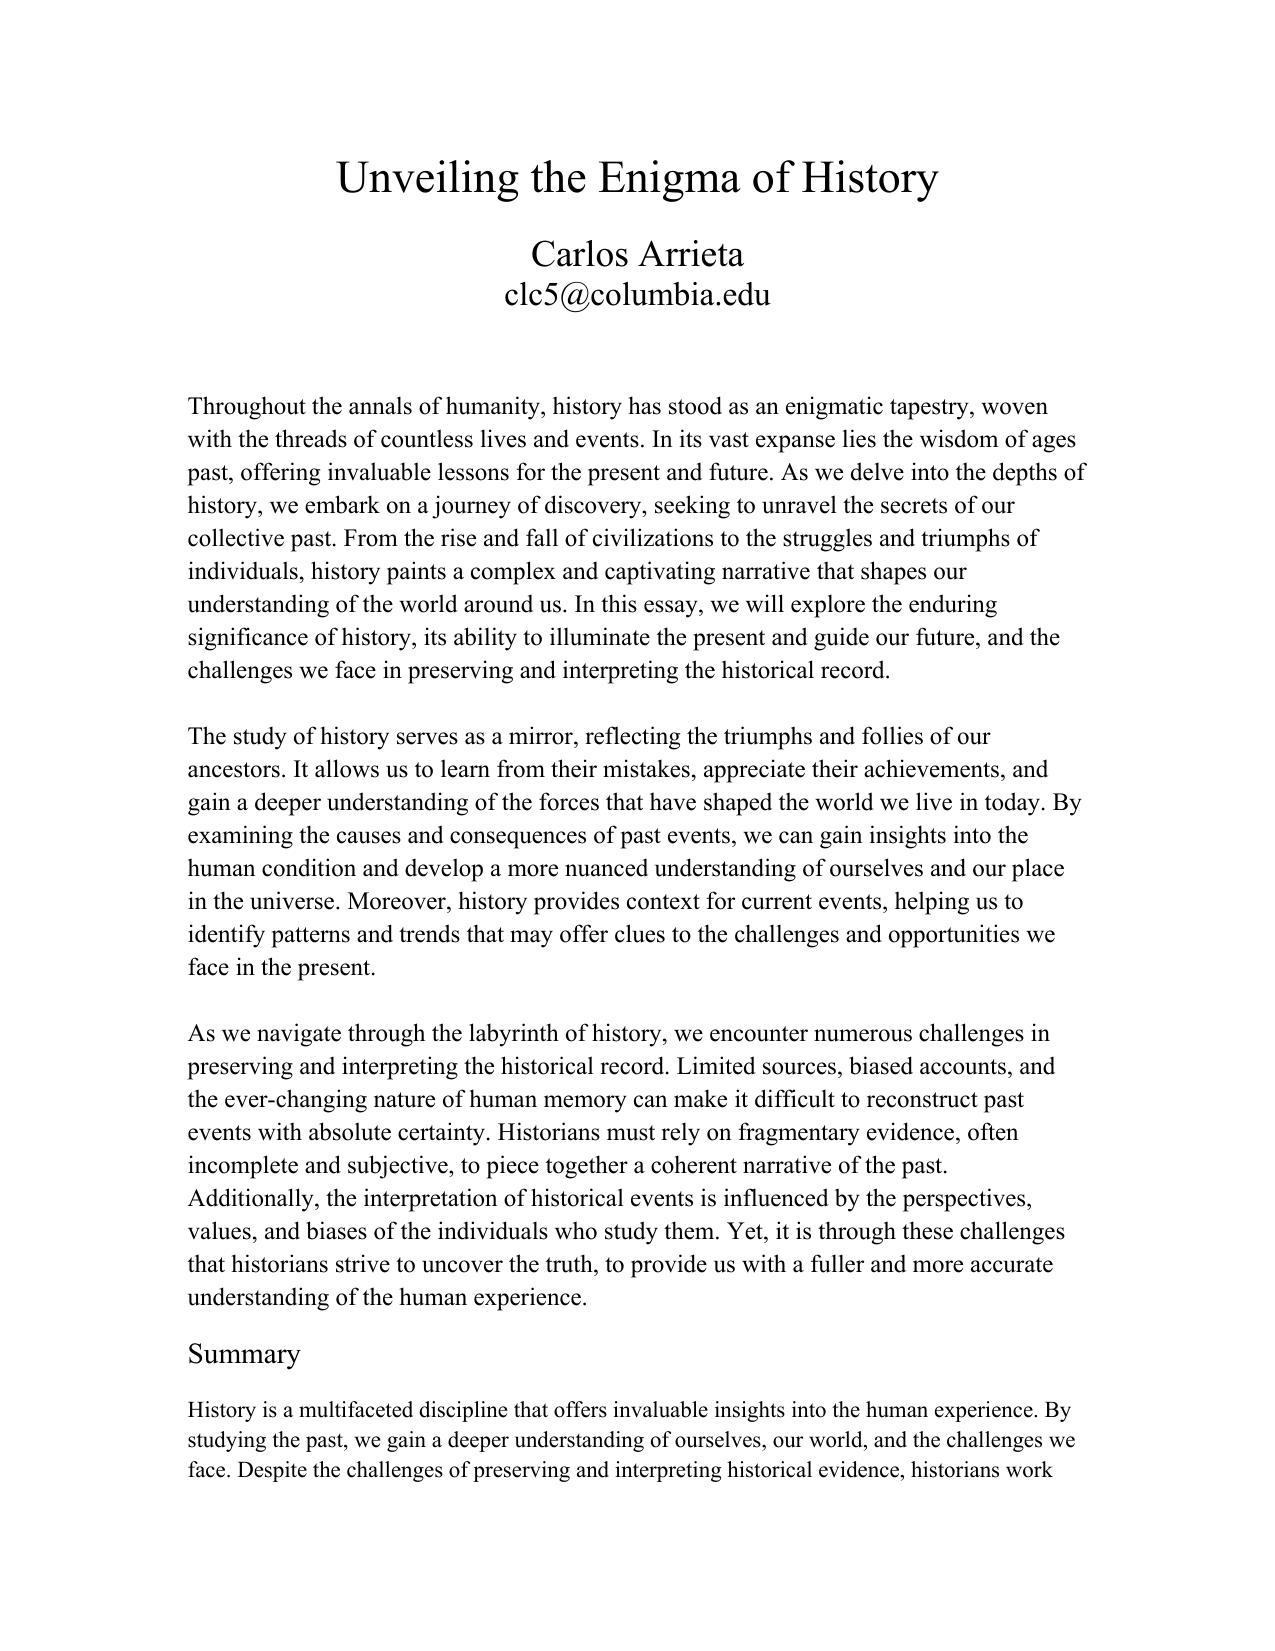 Unveiling the Enigma of History
Carlos Arrieta
clc5@columbia.edu
Throughout the annals of humanity, history has stood as an enigmatic tapestry, woven
with the threads of countless lives and events. In its vast expanse lies the wisdom of ages
past, offering invaluable lessons for the present and future. As we delve into the depths of
history, we embark on a journey of discovery, seeking to unravel the secrets of our
collective past. From the rise and fall of civilizations to the struggles and triumphs of
individuals, history paints a complex and captivating narrative that shapes our
understanding of the world around us. In this essay, we will explore the enduring
significance of history, its ability to illuminate the present and guide our future, and the
challenges we face in preserving and interpreting the historical record.
The study of history serves as a mirror, reflecting the triumphs and follies of our
ancestors. It allows us to learn from their mistakes, appreciate their achievements, and
gain a deeper understanding of the forces that have shaped the world we live in today. By
examining the causes and consequences of past events, we can gain insights into the
human condition and develop a more nuanced understanding of ourselves and our place
in the universe. Moreover, history provides context for current events, helping us to
identify patterns and trends that may offer clues to the challenges and opportunities we
face in the present.
As we navigate through the labyrinth of history, we encounter numerous challenges in
preserving and interpreting the historical record. Limited sources, biased accounts, and
the ever-changing nature of human memory can make it difficult to reconstruct past
events with absolute certainty. Historians must rely on fragmentary evidence, often
incomplete and subjective, to piece together a coherent narrative of the past.
Additionally, the interpretation of historical events is influenced by the perspectives,
values, and biases of the individuals who study them. Yet, it is through these challenges
that historians strive to uncover the truth, to provide us with a fuller and more accurate
understanding of the human experience.
Summary
History is a multifaceted discipline that offers invaluable insights into the human experience. By
studying the past, we gain a deeper understanding of ourselves, our world, and the challenges we
face. Despite the challenges of preserving and interpreting historical evidence, historians work